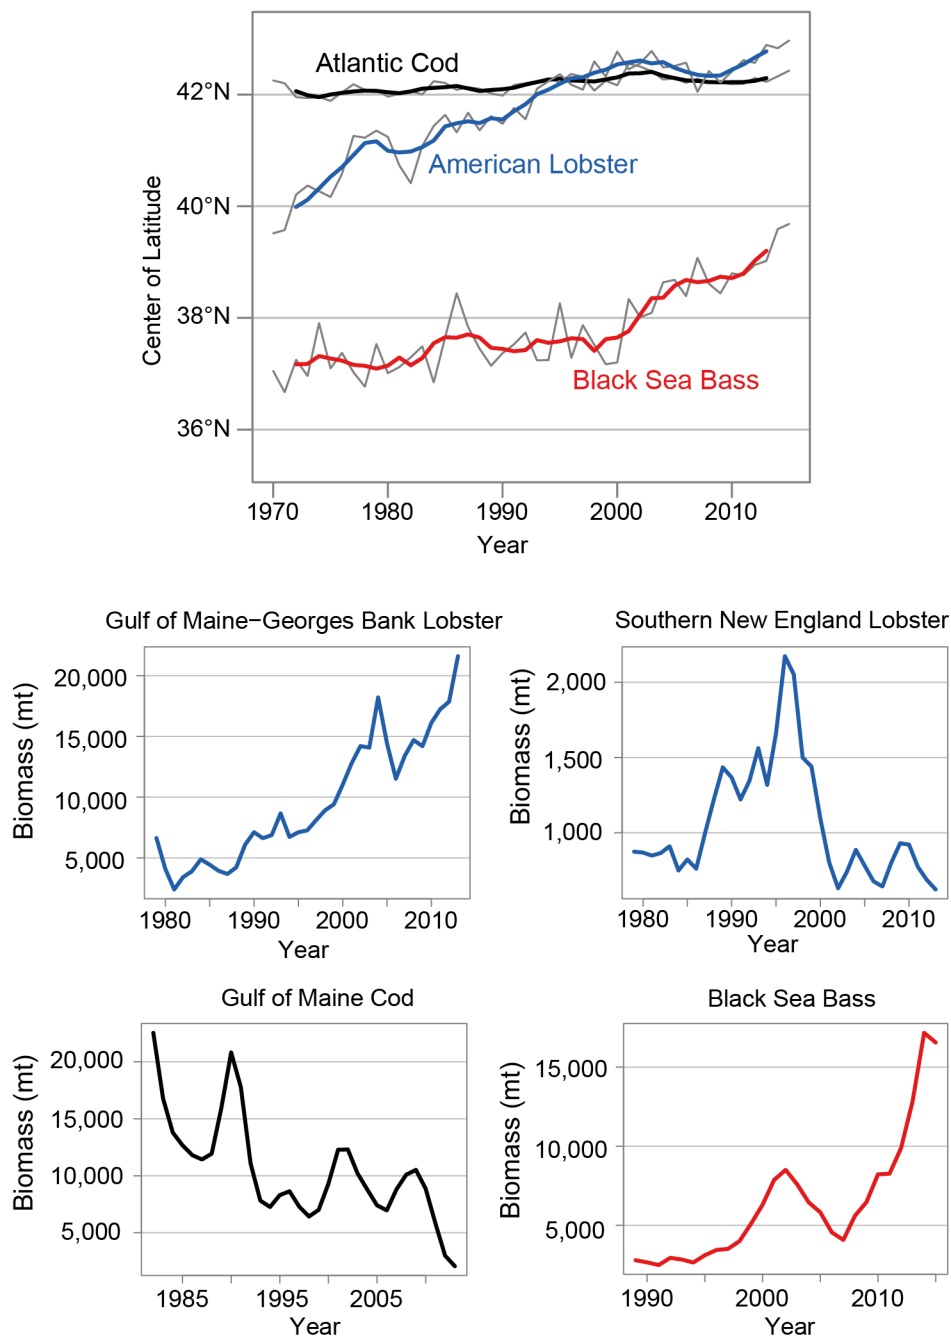 Atlantic Cod
42°N
American Lobster
40°N
Center of Latitude
38°N
Black Sea Bass
36°N
1970 1980 1990 2000 2010
Year
Gulf of Maine−Georges Bank Lobster
20,000
15,000
10,000
5,000
Biomass (mt)
1980 1990 2000 2010
Year
Southern New England Lobster
2,000
1,500
1,000
Biomass (mt)
1980 1990 2000 2010
Year
Gulf of Maine Cod
20,000
15,000
10,000
5,000
Biomass (mt)
1985 1995 2005
Year
Black Sea Bass
15,000
10,000
5,000
Biomass (mt)
1990 2000 2010
Year